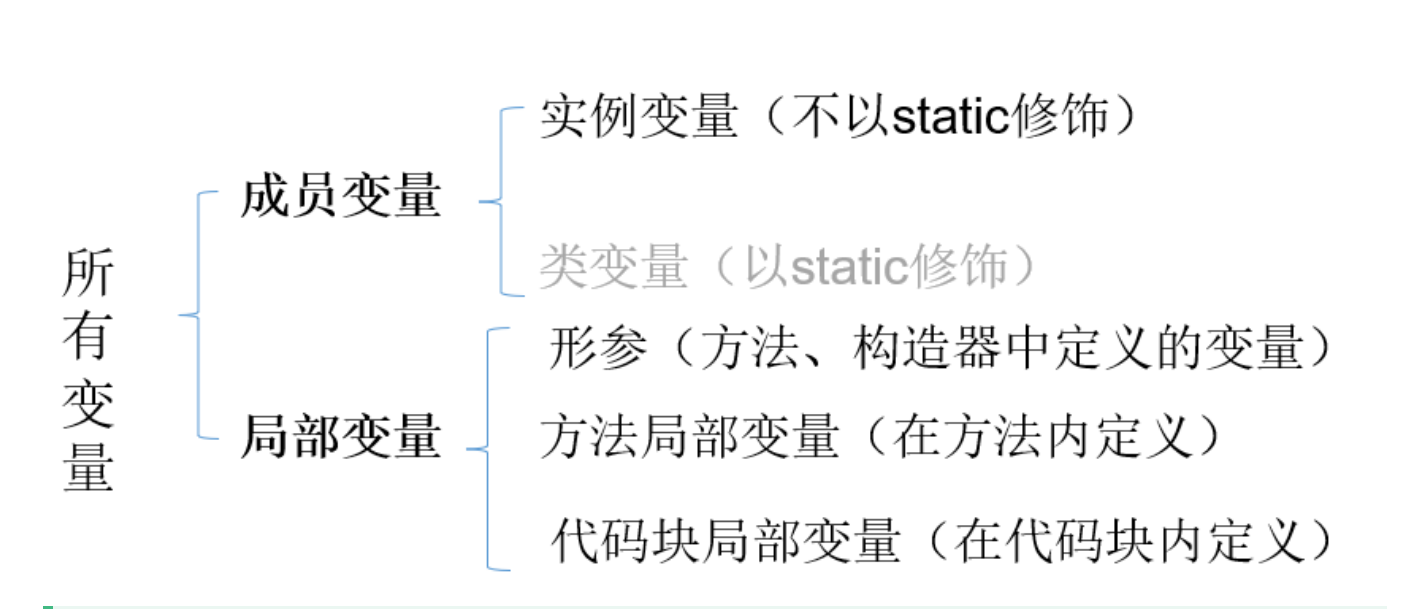 所有变量
成员变量
实例变量（不以static修饰）
类变量（以static修饰）
局部变量
形参（方法、构造器中定义的变量）
方法局部变量（在方法内定义）
代码块局部变量（在代码块内定义）